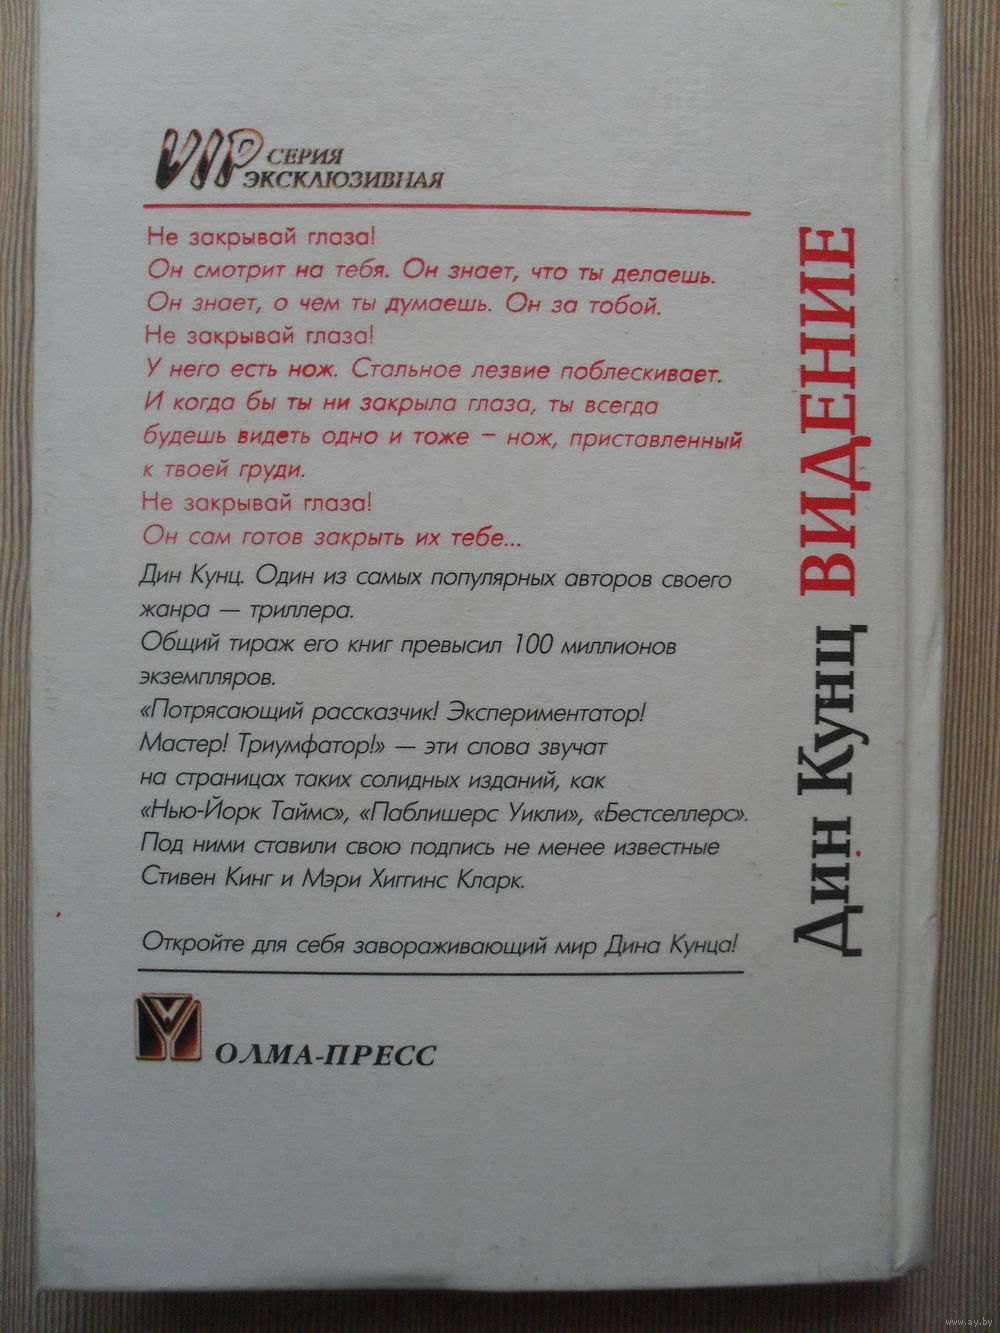 VIP СЕРИЯ
ЭКСКЛЮЗИВНАЯ
Не закрывай глаза!
Он смотрит на тебя. Он знает, что ты делаешь.
Он знает, о чем ты думаешь. Он за тобой.
Не закрывай глаза!
У него есть нож. Стальное лезвие поблескивает.
И когда бы ты ни закрыла глаза, ты всегда
будешь видеть одно и тоже – нож, приставленный
к твоей груди.
Не закрывай глаза!
Он сам готов закрыть их тебе...
Дин Кунц. Один из самых популярных авторов своего
жанра — триллера.
Общий тираж его книг превысил 100 миллионов
экземпляров.
«Потрясающий рассказчик! Экспериментатор!
Мастер! Триумфатор!» — эти слова звучат
на страницах таких солидных изданий, как
«Нью-Йорк Таймс», «Паблишерс Уикли», «Бестселлерс».
Под ними ставили свою подпись не менее известные
Стивен Кинг и Мэри Хиггинс Кларк.
Откройте для себя завораживающий мир Дина Кунца!
ОЛМА-ПРЕСС
Дин Кунц ВИДЕНИЕ
www.ay.by